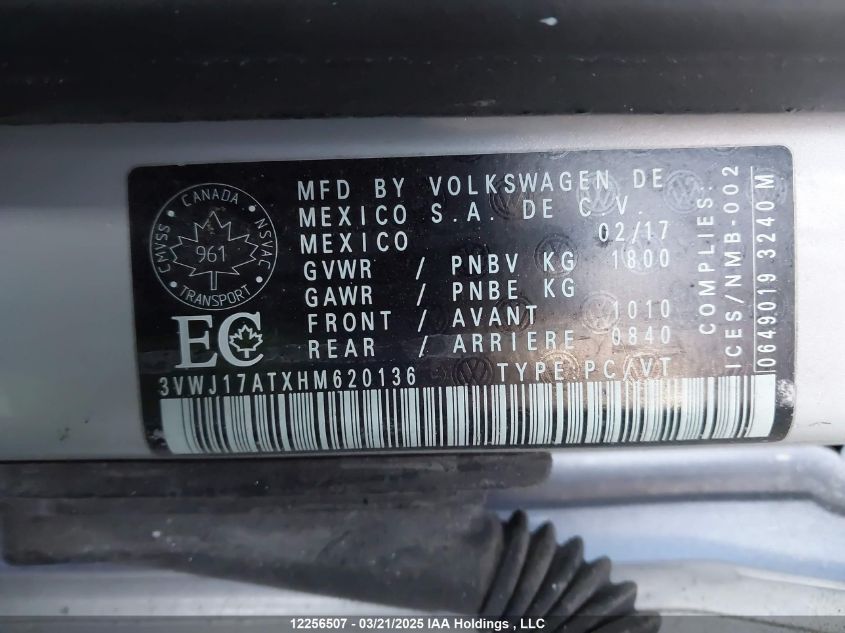 CANADA
CMVSS
NSVAC
961
TRANSPORT
EC
MFD BY VOLKSWAGEN DE
MEXICO S.A. DE C.V.
MEXICO 02/17
GVWR / PNBV KG 1800
GAWR / PNBE KG
FRONT / AVANT 1010
REAR / ARRIERE 0840
3VWJ17ATXHM620136 TYPE PC/VT
COMPLIES:
ICES/NMB-002
0649019 3240M
12256507 - 03/21/2025 IAA Holdings, LLC